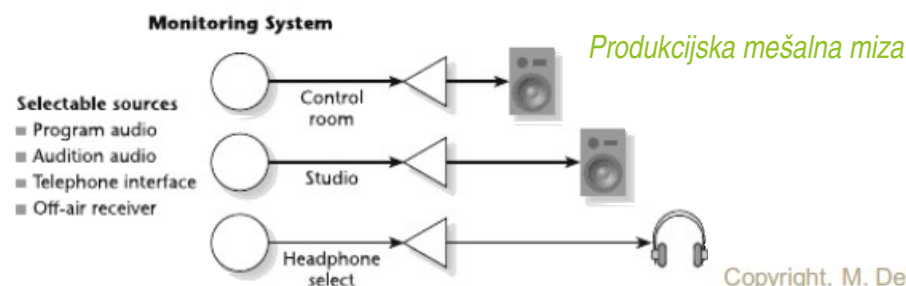 Monitoring System
Produkcijska mešalna miza
Selectable sources
Program audio
Audition audio
Telephone interface
Off-air receiver
Control
room
Studio
Headphone
select
Copyright, M. De